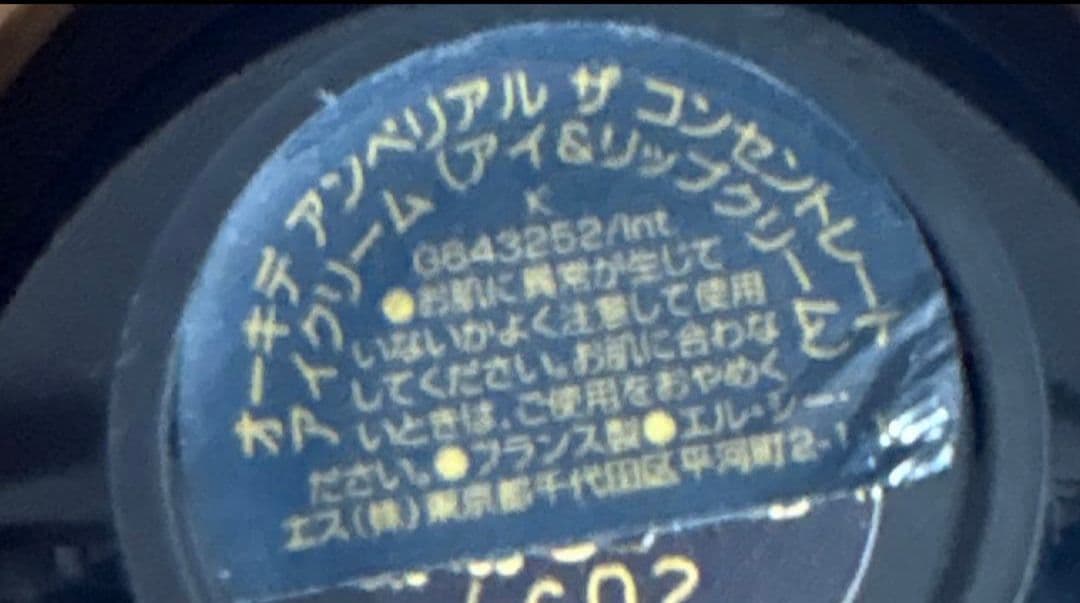 オーキデ アンペリアル ザ コンセントレート
アイクリーム (アイ&リップクリーム)
K
G843252/Int
●お肌に異常が生じて
いないかよく注意して使用
してください。お肌に合わな
いときは、ご使用をおやめく
ださい。●フランス製●エル・シー・
エス(株)東京都千代田区平河町2-1